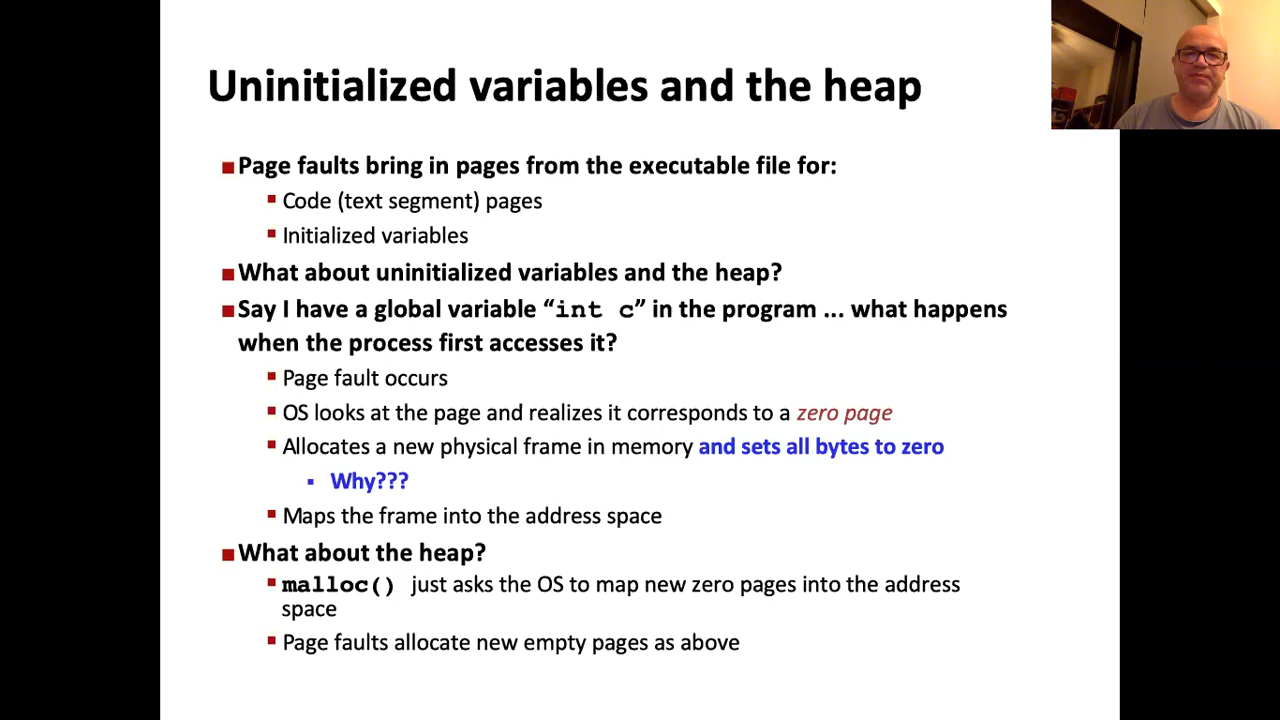 Uninitialized variables and the heap
Page faults bring in pages from the executable file for:
Code (text segment) pages
Initialized variables
What about uninitialized variables and the heap?
Say I have a global variable “int c” in the program ... what happens
when the process first accesses it?
Page fault occurs
OS looks at the page and realizes it corresponds to a zero page
Allocates a new physical frame in memory and sets all bytes to zero
Why???
Maps the frame into the address space
What about the heap?
malloc() just asks the OS to map new zero pages into the address
space
Page faults allocate new empty pages as above